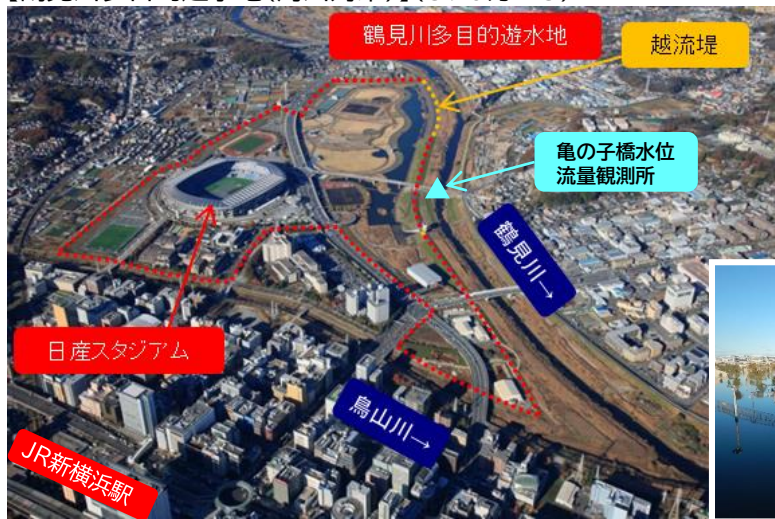 鶴見川多目的遊水地
越流堤
亀の子橋水位
流量観測所
鶴見川→
日産スタジアム
鳥山川→
JR新横浜駅